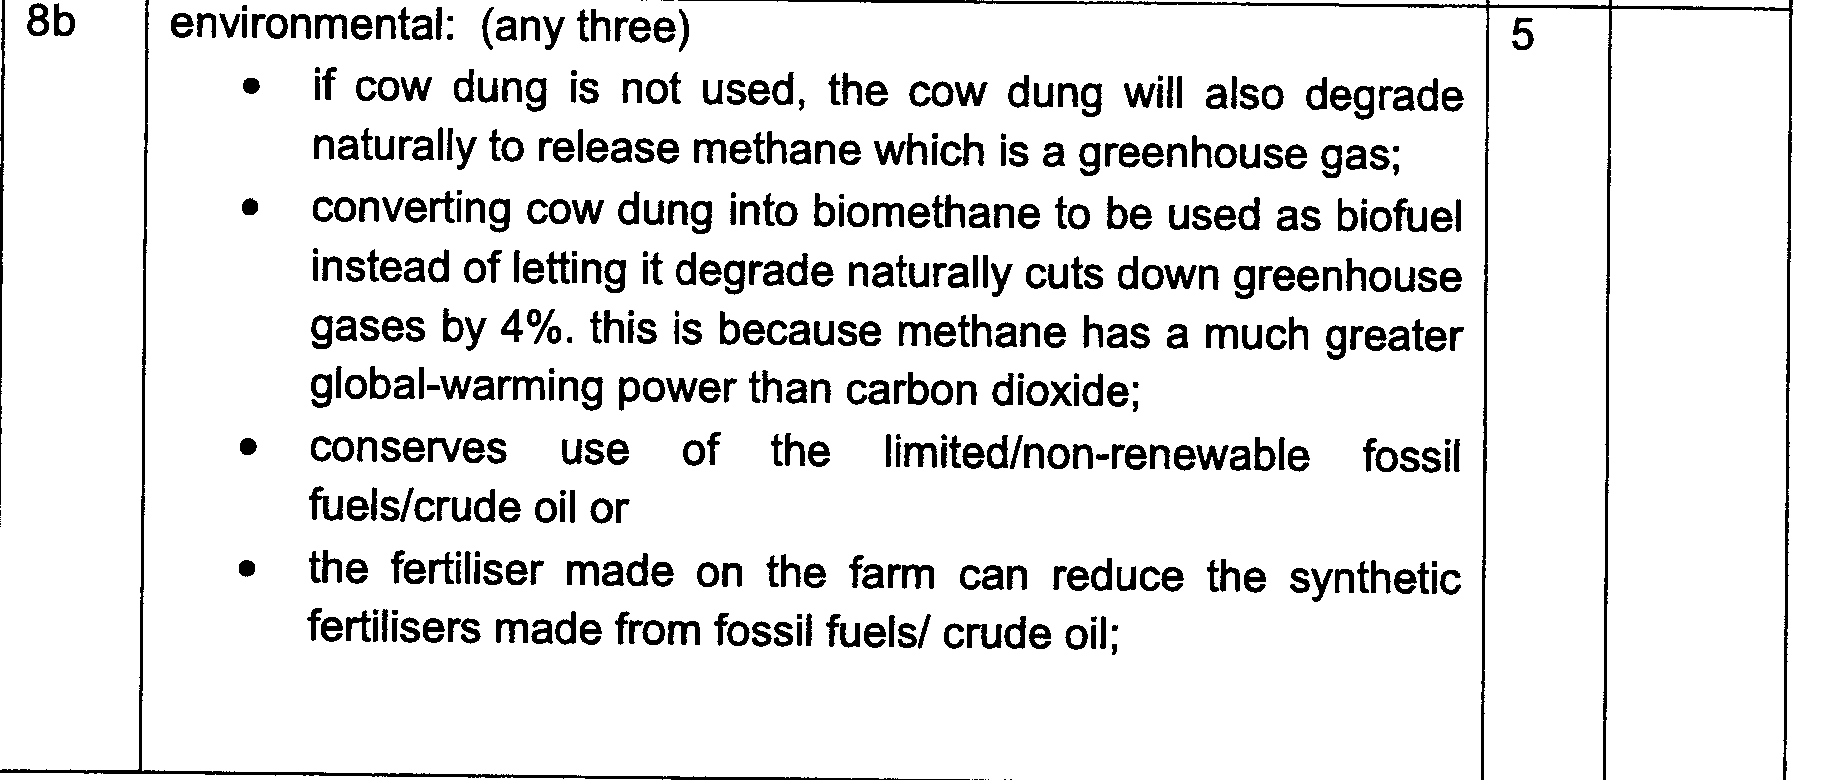 8b environmental: (any three) 5
• if cow dung is not used, the cow dung will also degrade
naturally to release methane which is a greenhouse gas;
• converting cow dung into biomethane to be used as biofuel
instead of letting it degrade naturally cuts down greenhouse
gases by 4%. this is because methane has a much greater
global-warming power than carbon dioxide;
• conserves use of the limited/non-renewable fossil
fuels/crude oil or
• the fertiliser made on the farm can reduce the synthetic
fertilisers made from fossil fuels/ crude oil;